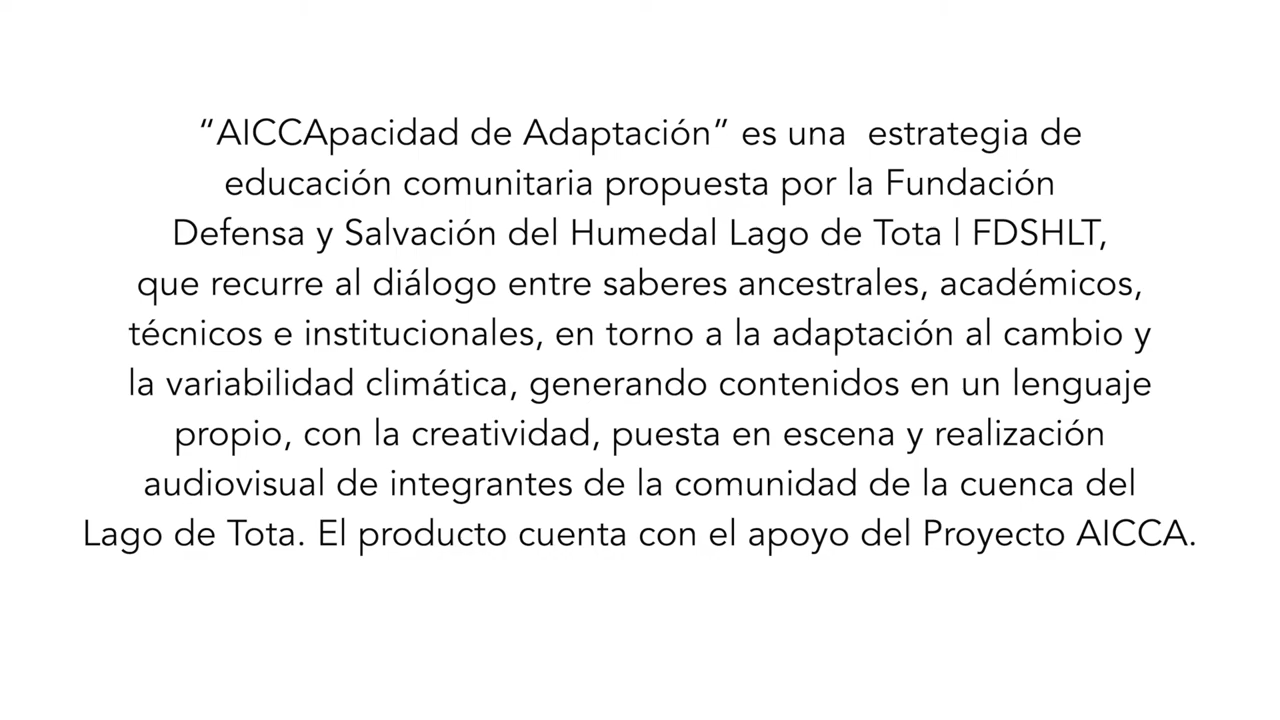 “AICCApacidad de Adaptación” es una  estrategia de
educación comunitaria propuesta por la Fundación
Defensa y Salvación del Humedal Lago de Tota | FDSHLT,
que recurre al diálogo entre saberes ancestrales, académicos,
técnicos e institucionales, en torno a la adaptación al cambio y
la variabilidad climática, generando contenidos en un lenguaje
propio, con la creatividad, puesta en escena y realización
audiovisual de integrantes de la comunidad de la cuenca del
Lago de Tota. El producto cuenta con el apoyo del Proyecto AICCA.